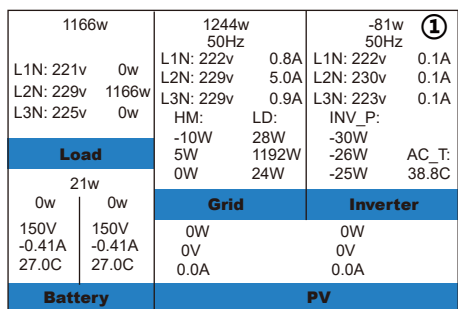 1166w
L1N: 221v 0w
L2N: 229v 1166w
L3N: 225v 0w
Load
1244w
50Hz
L1N: 222v 0.8A
L2N: 229v 5.0A
L3N: 229v 0.9A
HM: LD:
-10W 28W
5W 1192W
0W 24W
Grid
-81w ①
50Hz
L1N: 222v 0.1A
L2N: 230v 0.1A
L3N: 223v 0.1A
INV_P:
-30W
-26W AC_T:
-25W 38.8C
Inverter
21w
0w 0w
150V 150V
-0.41A -0.41A
27.0C 27.0C
Battery
0W 0W
0V 0V
0.0A 0.0A
PV